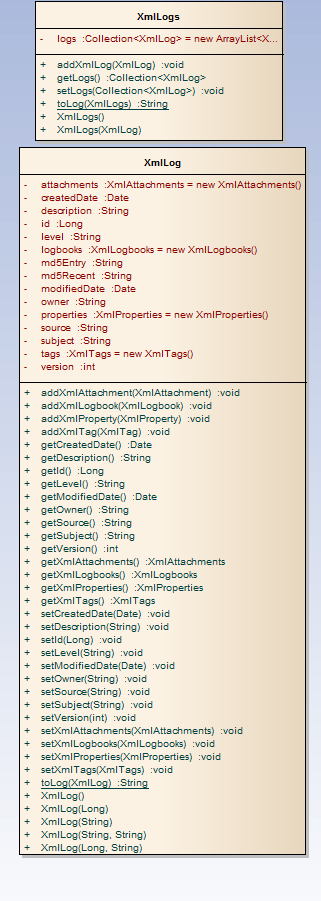 XmlLogs
- logs :Collection<XmlLog> = new ArrayList<X...
+ addXmlLog(XmlLog) :void
+ getLogs() :Collection<XmlLog>
+ setLogs(Collection<XmlLog>) :void
+ toLog(XmlLogs) :String
+ XmlLogs()
+ XmlLogs(XmlLog)
XmlLog
- attachments :XmlAttachments = new XmlAttachments()
- createdDate :Date
- description :String
- id :Long
- level :String
- logbooks :XmlLogbooks = new XmlLogbooks()
- md5Entry :String
- md5Recent :String
- modifiedDate :Date
- owner :String
- properties :XmlProperties = new XmlProperties()
- source :String
- subject :String
- tags :XmlTags = new XmlTags()
- version :int
+ addXmlAttachment(XmlAttachment) :void
+ addXmlLogbook(XmlLogbook) :void
+ addXmlProperty(XmlProperty) :void
+ addXmlTag(XmlTag) :void
+ getCreatedDate() :Date
+ getDescription() :String
+ getId() :Long
+ getLevel() :String
+ getModifiedDate() :Date
+ getOwner() :String
+ getSource() :String
+ getSubject() :String
+ getVersion() :int
+ getXmlAttachments() :XmlAttachments
+ getXmlLogbooks() :XmlLogbooks
+ getXmlProperties() :XmlProperties
+ getXmlTags() :XmlTags
+ setCreatedDate(Date) :void
+ setDescription(String) :void
+ setId(Long) :void
+ setLevel(String) :void
+ setModifiedDate(Date) :void
+ setOwner(String) :void
+ setSource(String) :void
+ setSubject(String) :void
+ setVersion(int) :void
+ setXmlAttachments(XmlAttachments) :void
+ setXmlLogbooks(XmlLogbooks) :void
+ setXmlProperties(XmlProperties) :void
+ setXmlTags(XmlTags) :void
+ toLog(XmlLog) :String
+ XmlLog()
+ XmlLog(Long)
+ XmlLog(String)
+ XmlLog(String, String)
+ XmlLog(Long, String)